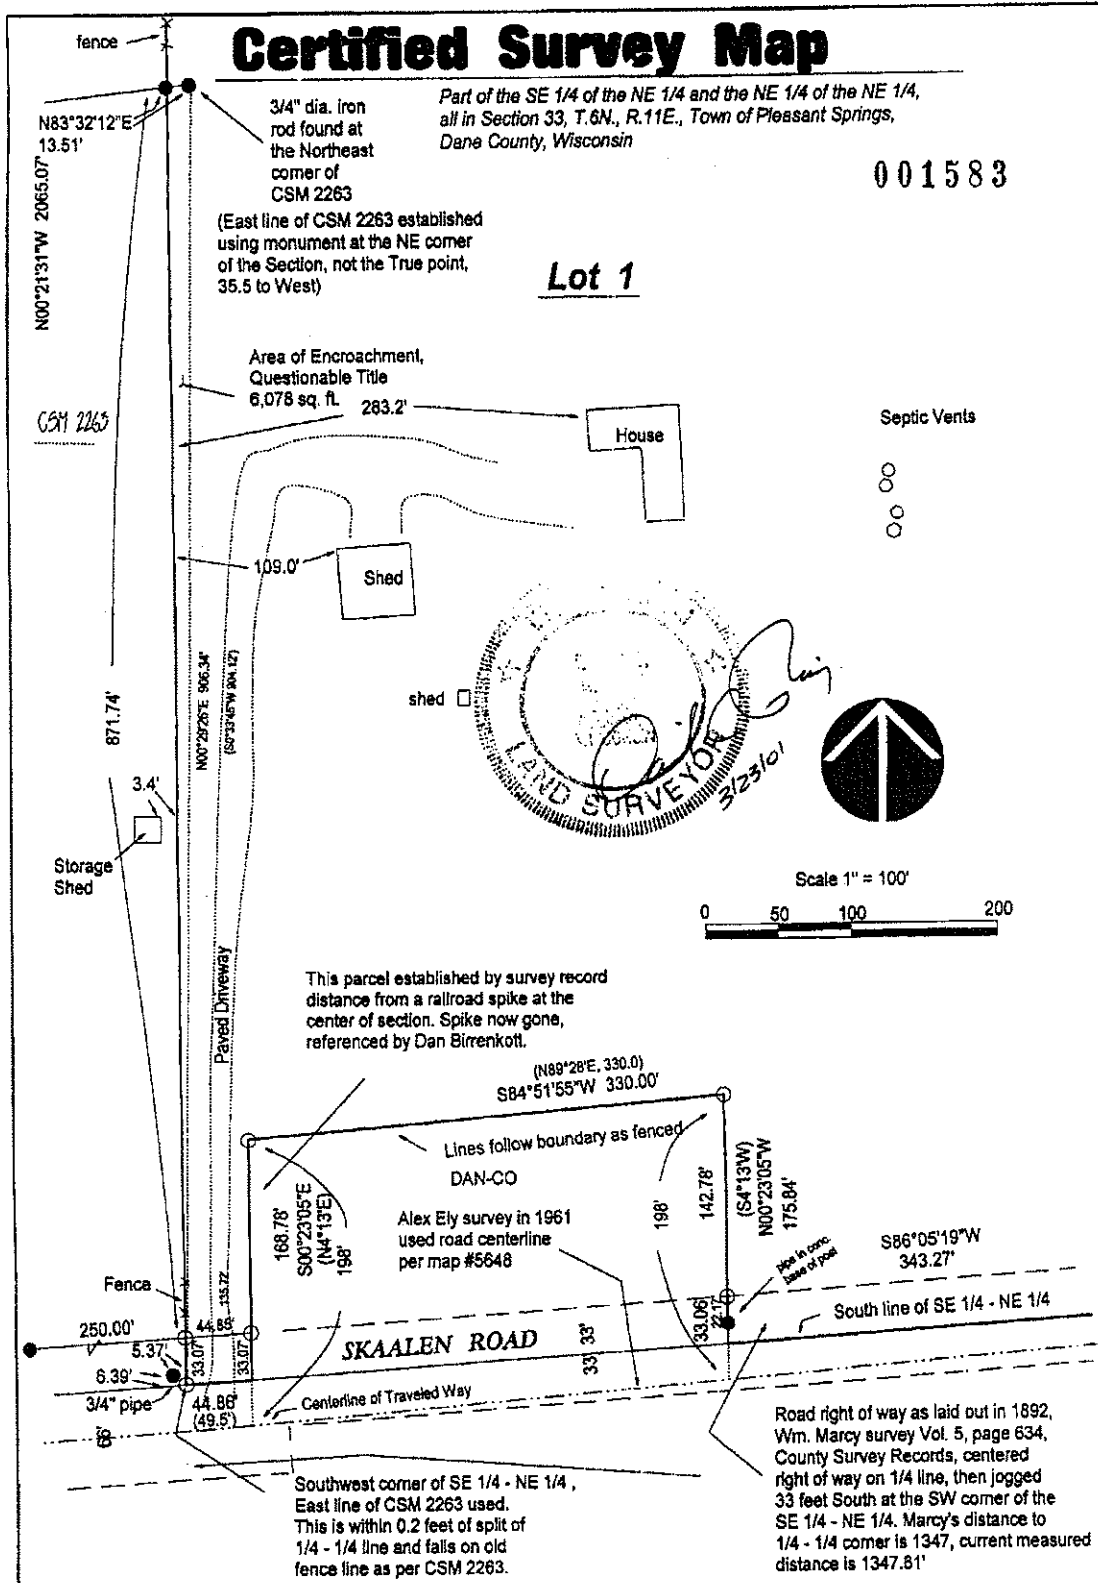 fence
Certified Survey Map
N83°32'12"E
13.51'
3/4" dia. iron
rod found at
the Northeast
corner of
CSM 2263
Part of the SE 1/4 of the NE 1/4 and the NE 1/4 of the NE 1/4,
all in Section 33, T.6N., R.11E., Town of Pleasant Springs,
Dane County, Wisconsin
001583
N00°21'31"W 2065.07'
(East line of CSM 2263 established
using monument at the NE corner
of the Section, not the True point,
35.5 to West)
Lot 1
Area of Encroachment,
Questionable Title
6,078 sq. ft.
283.2'
CSM 2263
House
Septic Vents
109.0'
Shed
N00°29'26"E 906.34'
(S0°33'45"W 904.12')
871.74'
shed
LAND SURVEYOR
3/23/01
3.4'
Storage
Shed
Scale 1" = 100'
0 50 100 200
Paved Driveway
This parcel established by survey record
distance from a railroad spike at the
center of section. Spike now gone,
referenced by Dan Birrenkott.
(N89°28'E, 330.0)
S84°51'55"W 330.00'
Lines follow boundary as fenced
DAN-CO
168.78'
S00°23'05"E
(N4°13'E)
198'
Alex Ely survey in 1961
used road centerline
per map #5648
198'
142.78'
(S4°13'W)
N00°23'05"W
175.84'
pipe in conc.
base of post
S86°05'19"W
343.27'
Fence
135.72'
250.00'
44.85'
SKAALEN ROAD
33.06'
22.17'
South line of SE 1/4 - NE 1/4
5.37'
33.07'
33.07'
33' 33'
6.39'
3/4" pipe
44.86'
(49.5')
Centerline of Traveled Way
66'
Southwest corner of SE 1/4 - NE 1/4 ,
East line of CSM 2263 used.
This is within 0.2 feet of split of
1/4 - 1/4 line and falls on old
fence line as per CSM 2263.
Road right of way as laid out in 1892,
Wm. Marcy survey Vol. 5, page 634,
County Survey Records, centered
right of way on 1/4 line, then jogged
33 feet South at the SW corner of the
SE 1/4 - NE 1/4. Marcy's distance to
1/4 - 1/4 corner is 1347, current measured
distance is 1347.81'